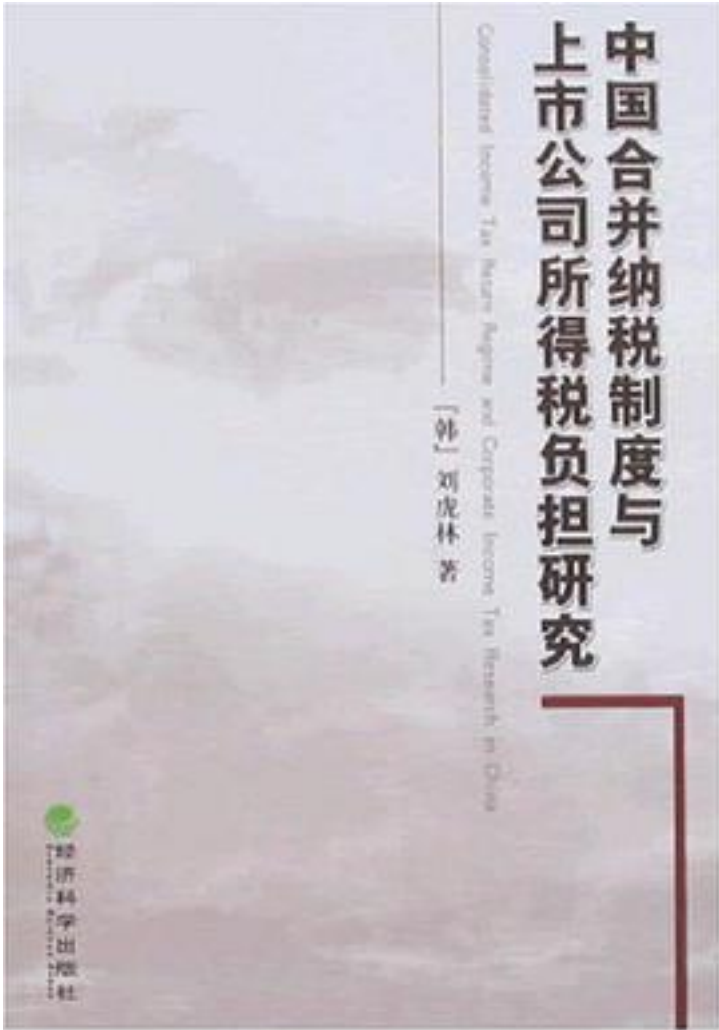 中国合并纳税制度与
上市公司所得税负担研究
Consolidated Income Tax Return Regime and Corporate Income Tax Research in China
[韩] 刘虎林 著
经济科学出版社